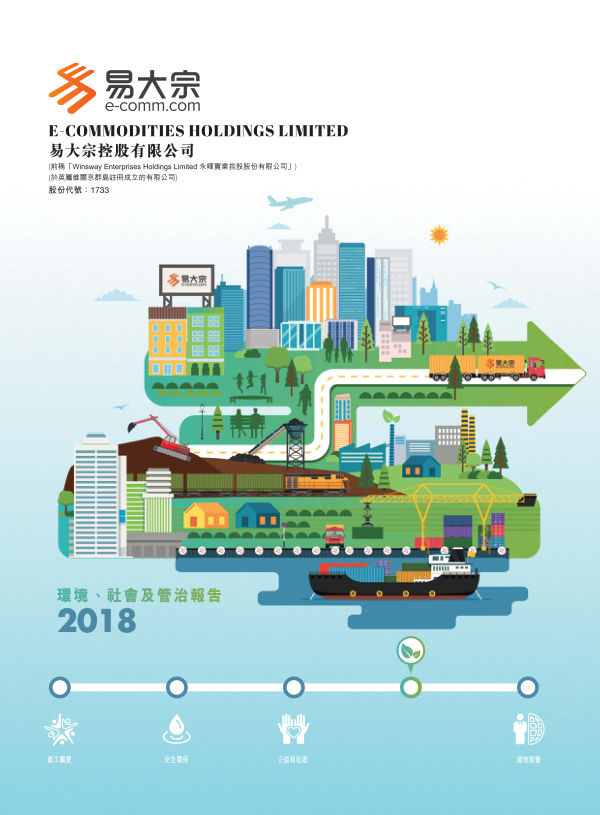 易大宗
e-comm.com
E-COMMODITIES HOLDINGS LIMITED
易大宗控股有限公司
(前稱「Winsway Enterprises Holdings Limited 永暉實業控股股份有限公司」)
(於英屬維爾京群島註冊成立的有限公司)
股份代號：1733
易大宗
e-comm.com
易大宗
環境、社會及管治報告
2018
員工關愛
安全環保
公益和社區
誠信經營